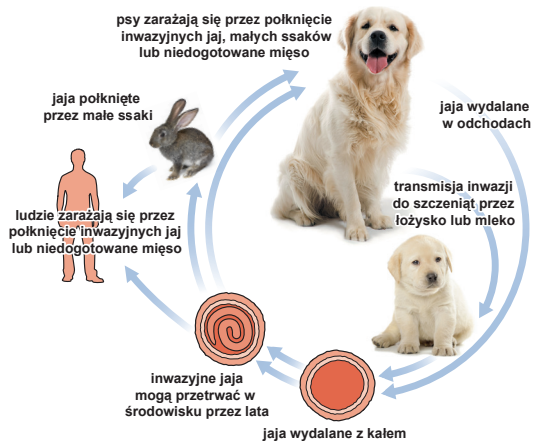 psy zarażają się przez połknięcie
inwazyjnych jaj, małych ssaków
lub niedogotowane mięso
jaja połknięte
przez małe ssaki
jaja wydalane
w odchodach
transmisja inwazji
do szczeniąt przez
łożysko lub mleko
ludzie zarażają się przez
połknięcie inwazyjnych jaj
lub niedogotowane mięso
inwazyjne jaja
mogą przetrwać w
środowisku przez lata
jaja wydalane z kałem